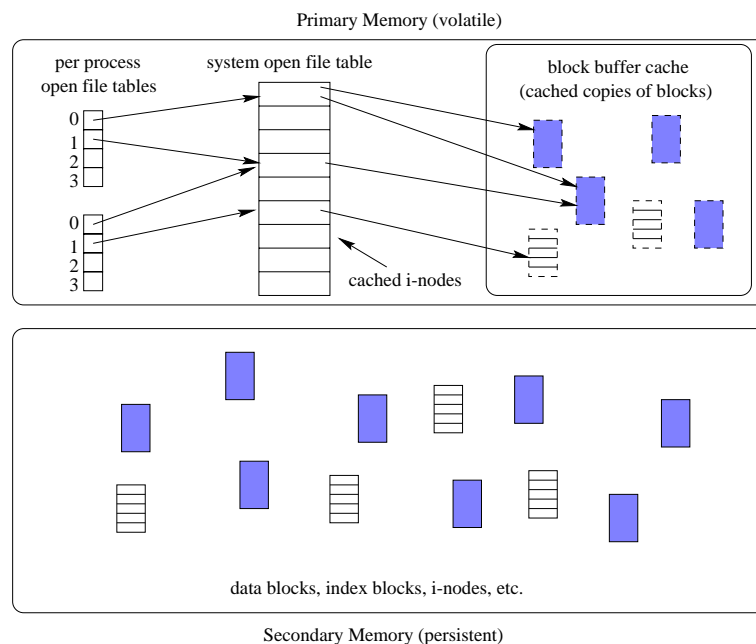 Primary Memory (volatile)
per process
open file tables
system open file table
block buffer cache
(cached copies of blocks)
0
1
2
3
0
1
2
3
cached i-nodes
data blocks, index blocks, i-nodes, etc.
Secondary Memory (persistent)